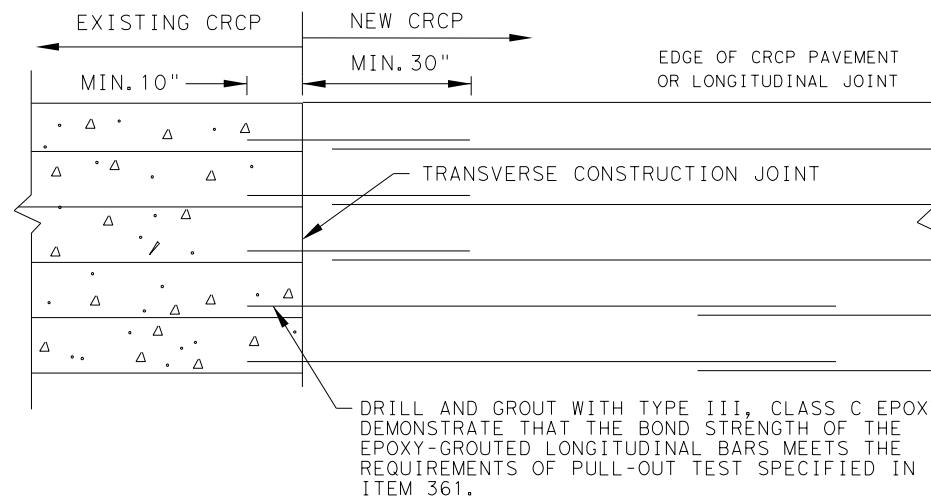 EXISTING CRCP
NEW CRCP
MIN. 10"
MIN. 30"
EDGE OF CRCP PAVEMENT
OR LONGITUDINAL JOINT
TRANSVERSE CONSTRUCTION JOINT
DRILL AND GROUT WITH TYPE III, CLASS C EPOX
DEMONSTRATE THAT THE BOND STRENGTH OF THE
EPOXY-GROUTED LONGITUDINAL BARS MEETS THE
REQUIREMENTS OF PULL-OUT TEST SPECIFIED IN
ITEM 361.